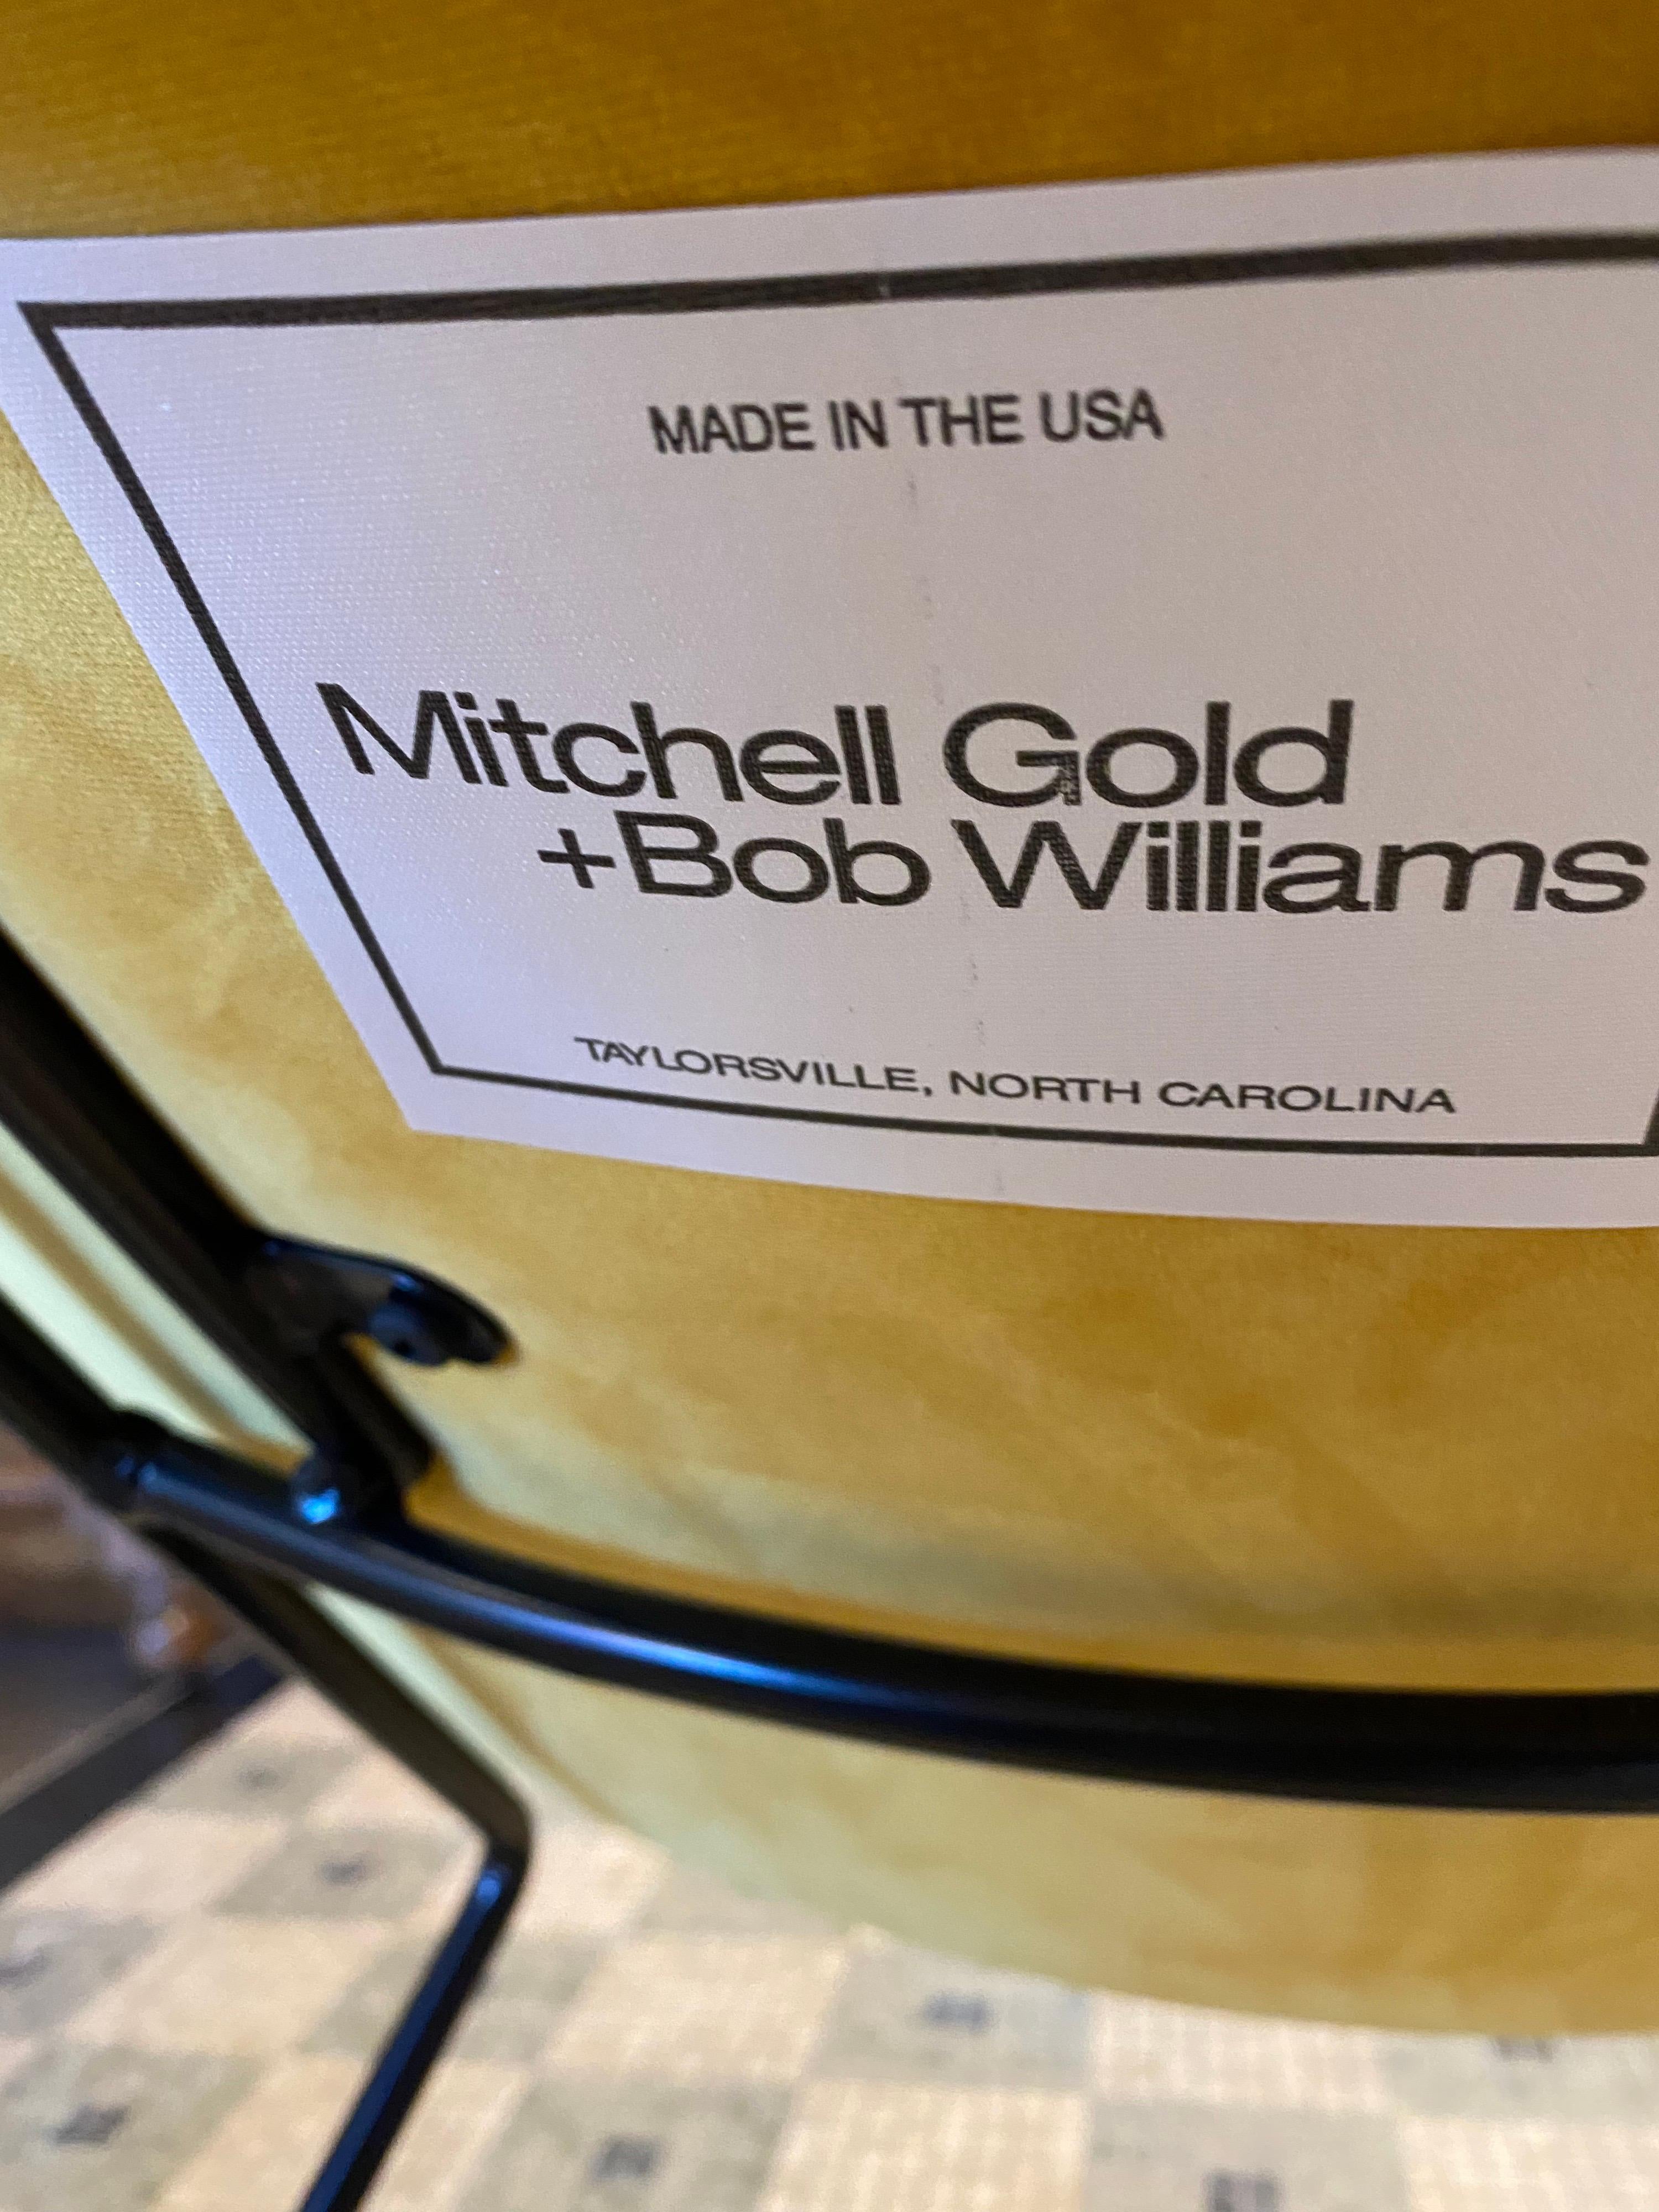 MADE IN THE USA
Mitchell Gold
+Bob Williams
TAYLORSVILLE, NORTH CAROLINA